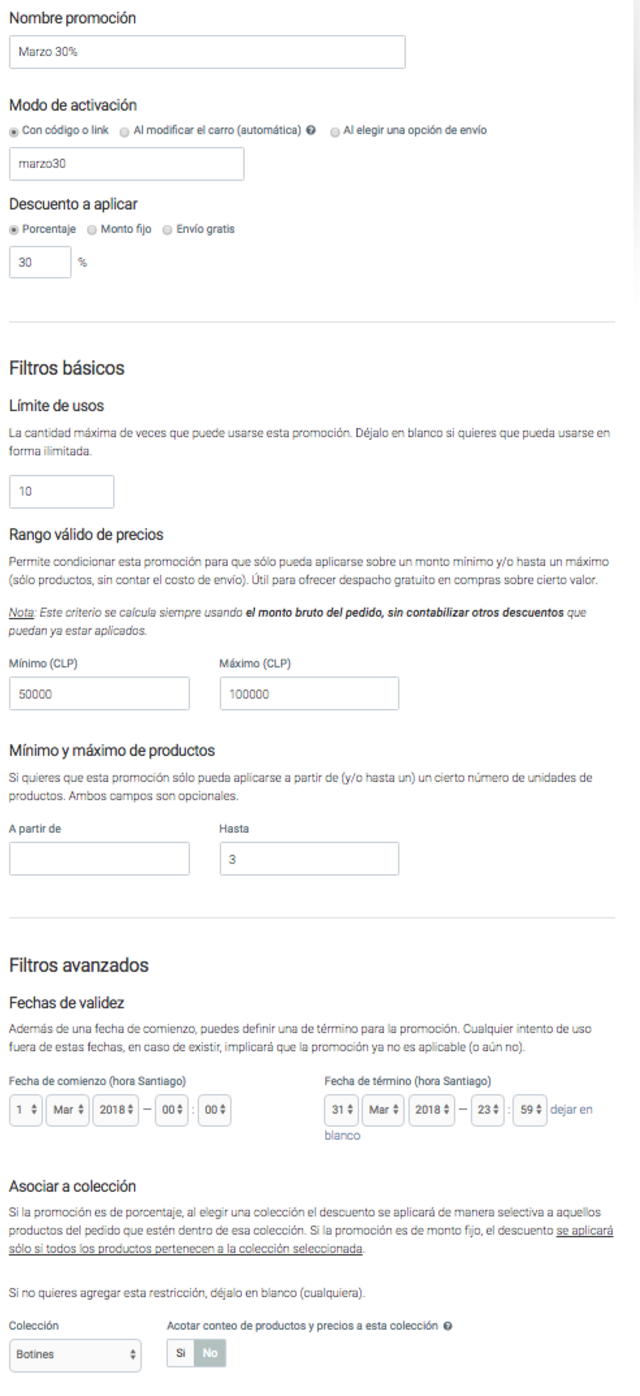 Nombre promoción
Marzo 30%
Modo de activación
Con código o link Al modificar el carro (automática) Al elegir una opción de envío
marzo30
Descuento a aplicar
Porcentaje Monto fijo Envío gratis
30 %
Filtros básicos
Límite de usos
La cantidad máxima de veces que puede usarse esta promoción. Déjalo en blanco si quieres que pueda usarse en
forma ilimitada.
10
Rango válido de precios
Permite condicionar esta promoción para que sólo pueda aplicarse sobre un monto mínimo y/o hasta un máximo
(sólo productos, sin contar el costo de envío). Útil para ofrecer despacho gratuito en compras sobre cierto valor.
Nota: Este criterio se calcula siempre usando el monto bruto del pedido, sin contabilizar otros descuentos que
puedan ya estar aplicados.
Mínimo (CLP) Máximo (CLP)
50000 100000
Mínimo y máximo de productos
Si quieres que esta promoción sólo pueda aplicarse a partir de (y/o hasta un) un cierto número de unidades de
productos. Ambos campos son opcionales.
A partir de Hasta
3
Filtros avanzados
Fechas de validez
Además de una fecha de comienzo, puedes definir una de término para la promoción. Cualquier intento de uso
fuera de estas fechas, en caso de existir, implicará que la promoción ya no es aplicable (o aún no).
Fecha de comienzo (hora Santiago) Fecha de término (hora Santiago)
1 Mar 2018 — 00 : 00 31 Mar 2018 — 23 : 59 dejar en
blanco
Asociar a colección
Si la promoción es de porcentaje, al elegir una colección el descuento se aplicará de manera selectiva a aquellos
productos del pedido que estén dentro de esa colección. Si la promoción es de monto fijo, el descuento se aplicará
sólo si todos los productos pertenecen a la colección seleccionada.
Si no quieres agregar esta restricción, déjalo en blanco (cualquiera).
Colección Acotar conteo de productos y precios a esta colección
Botines Si No